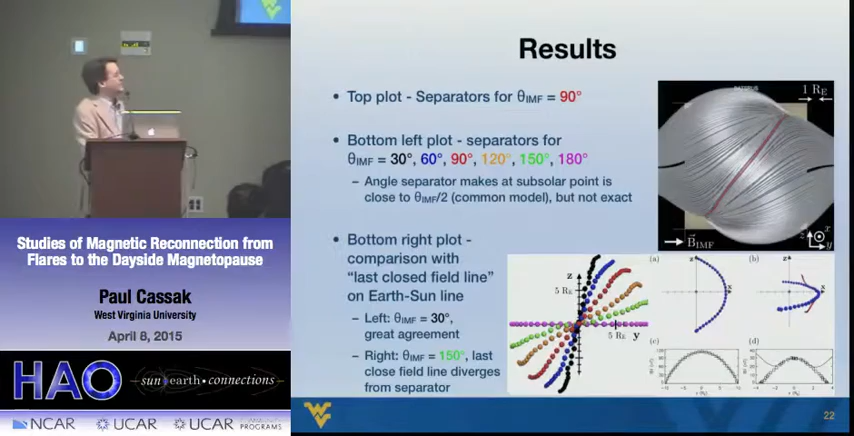 Results
• Top plot - Separators for θIMF = 90°
• Bottom left plot - separators for
θIMF = 30°, 60°, 90°, 120°, 150°, 180°
– Angle separator makes at subsolar point is
close to θIMF/2 (common model), but not exact
• Bottom right plot -
comparison with
“last closed field line”
on Earth-Sun line
– Left: θIMF = 30°,
great agreement
– Right: θIMF = 150°, last
close field line diverges
from separator
1 RE
BIMF
z
x
y
z
5 RE
5 RE
y
(a)
z
x
(b)
z
x
(c)
(d)
22
Studies of Magnetic Reconnection from
Flares to the Dayside Magnetopause
Paul Cassak
West Virginia University
April 8, 2015
HAO
sun earth • connections
NCAR
UCAR
UCAR
PROGRAMS